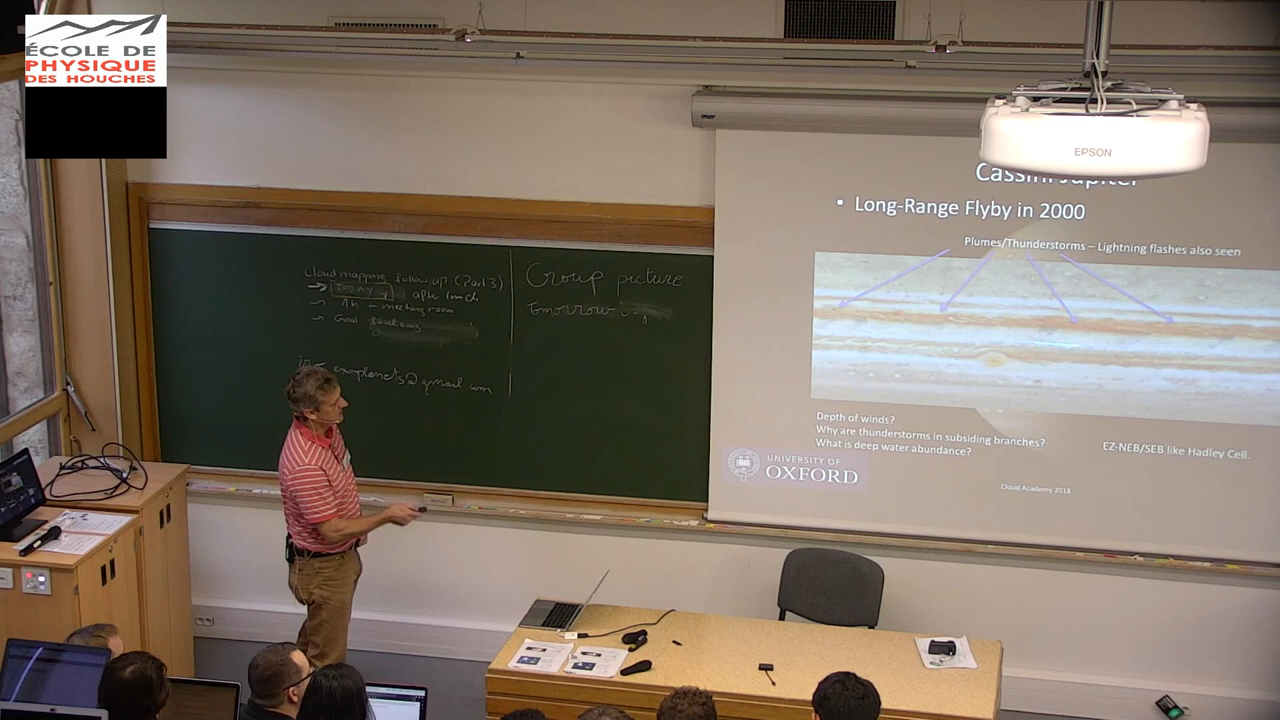 ÉCOLE DE
PHYSIQUE
DES HOUCHES
EPSON
Cassini Jupiter
• Long-Range Flyby in 2000
Plumes/Thunderstorms – Lightning flashes also seen
Depth of winds?
Why are thunderstorms in subsiding branches?
What is deep water abundance?
EZ-NEB/SEB like Hadley Cell.
UNIVERSITY OF
OXFORD
Cloud Academy 2018
Cloud mapping follow up (Part 3)
→ TODAY after lunch
meeting room
exoplanets@gmail.com
Group picture
Tomorrow